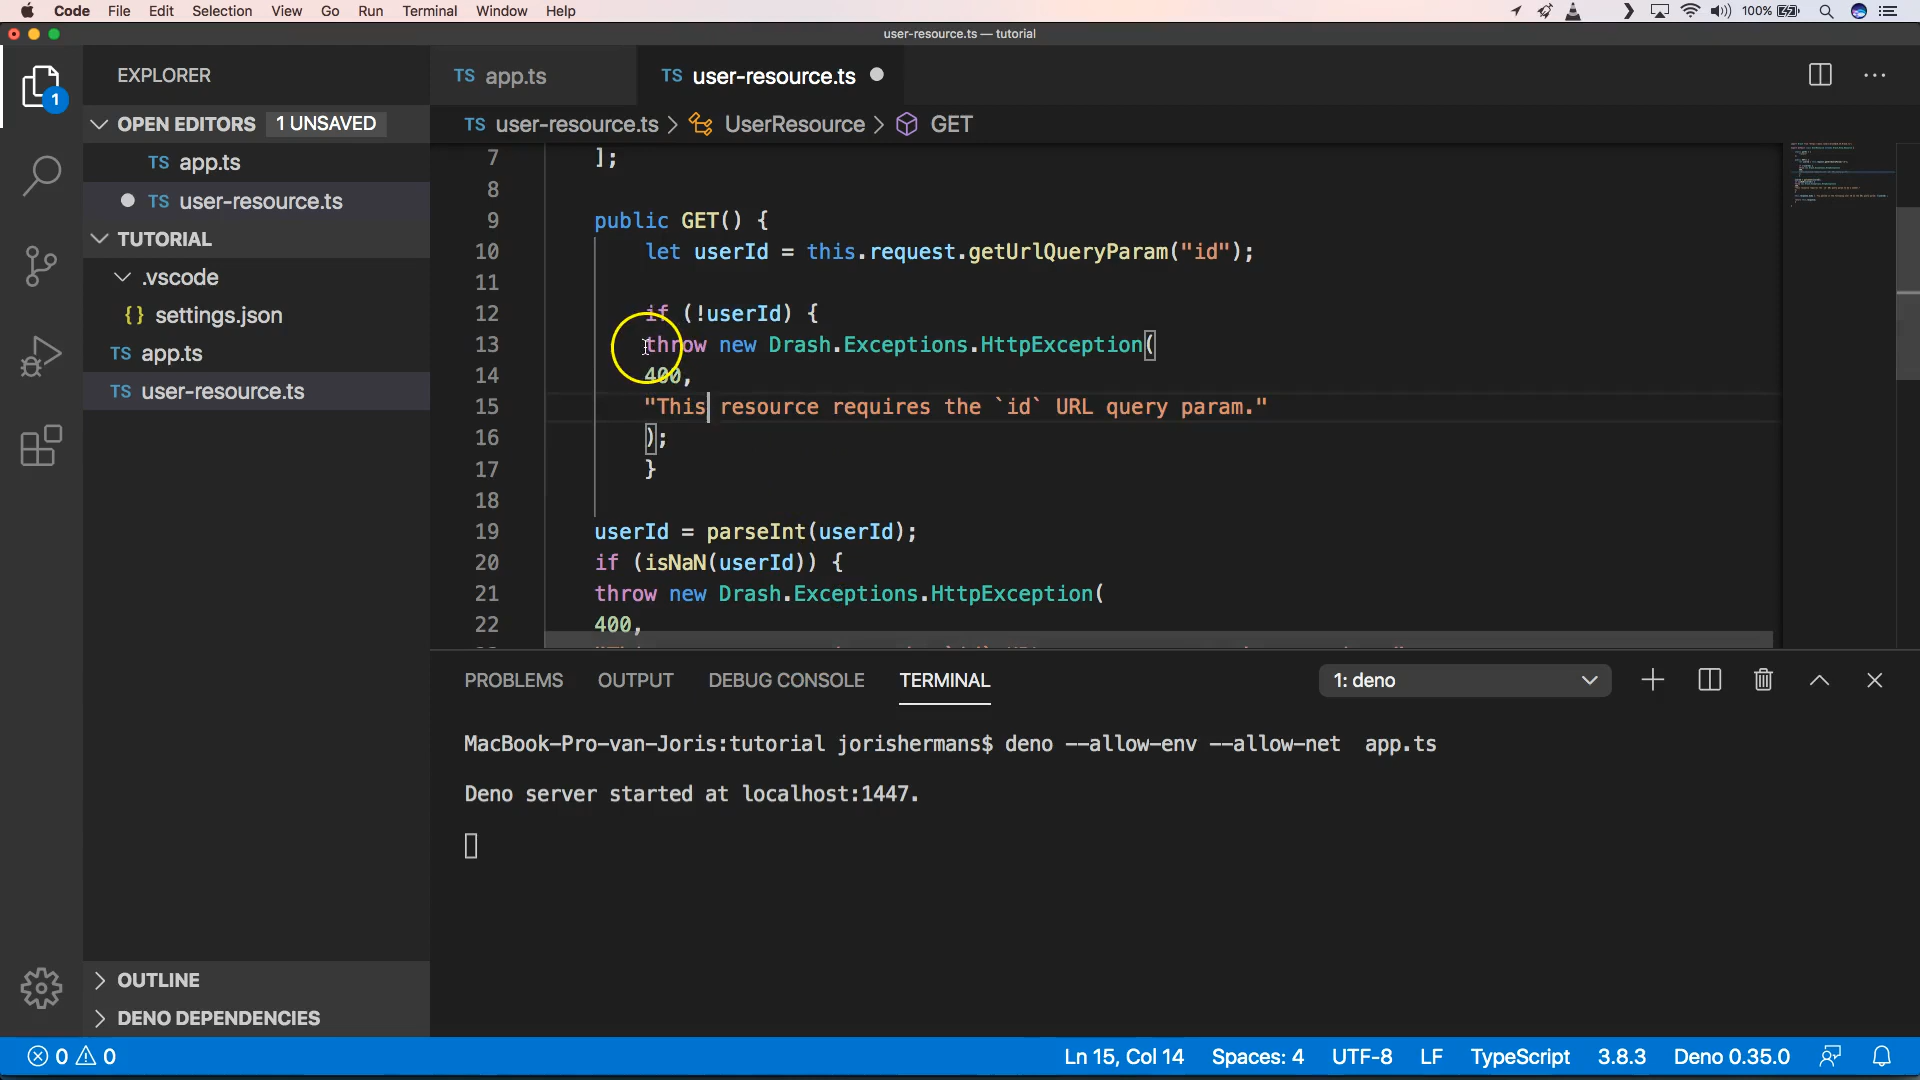 Code File Edit Selection View Go Run Terminal Window Help 100%
user-resource.ts — tutorial
EXPLORER
OPEN EDITORS 1 UNSAVED
TS app.ts
TS user-resource.ts
TUTORIAL
.vscode
{} settings.json
TS app.ts
TS user-resource.ts
OUTLINE
DENO DEPENDENCIES
1
TS app.ts TS user-resource.ts
TS user-resource.ts > UserResource > GET
7 ];
8
9 public GET() {
10 let userId = this.request.getUrlQueryParam("id");
11
12 if (!userId) {
13 throw new Drash.Exceptions.HttpException(
14 400,
15 "This resource requires the `id` URL query param."
16 );
17 }
18
19 userId = parseInt(userId);
20 if (isNaN(userId)) {
21 throw new Drash.Exceptions.HttpException(
22 400,
PROBLEMS OUTPUT DEBUG CONSOLE TERMINAL 1: deno
MacBook-Pro-van-Joris:tutorial jorishermans$ deno --allow-env --allow-net app.ts
Deno server started at localhost:1447.
0 0 Ln 15, Col 14 Spaces: 4 UTF-8 LF TypeScript 3.8.3 Deno 0.35.0